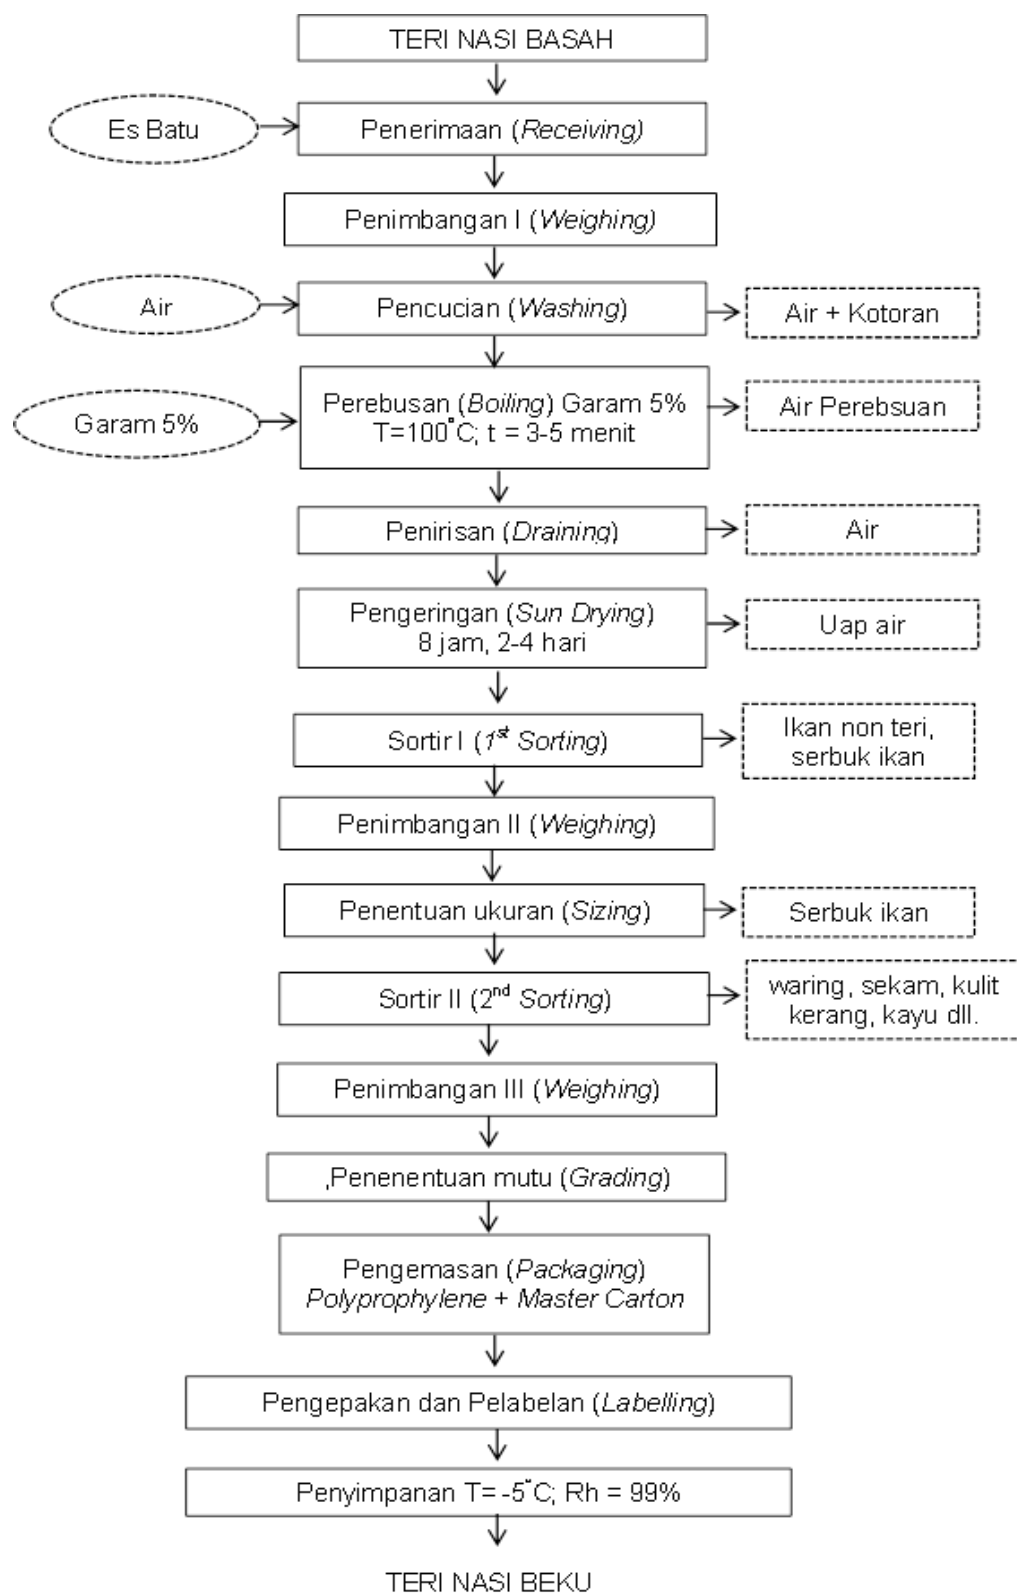 TERI NASI BASAH
Es Batu
Penerimaan (Receiving)
Penimbangan I (Weighing)
Air
Pencucian (Washing)
Air + Kotoran
Garam 5%
Perebusan (Boiling) Garam 5%
T=100°C; t = 3-5 menit
Air Perebsuan
Penirisan (Draining)
Air
Pengeringan (Sun Drying)
8 jam, 2-4 hari
Uap air
Sortir I (1st Sorting)
Ikan non teri,
serbuk ikan
Penimbangan II (Weighing)
Penentuan ukuran (Sizing)
Serbuk ikan
Sortir II (2nd Sorting)
waring, sekam, kulit
kerang, kayu dll.
Penimbangan III (Weighing)
,Penenentuan mutu (Grading)
Pengemasan (Packaging)
Polyprophylene + Master Carton
Pengepakan dan Pelabelan (Labelling)
Penyimpanan T= -5°C; Rh = 99%
TERI NASI BEKU